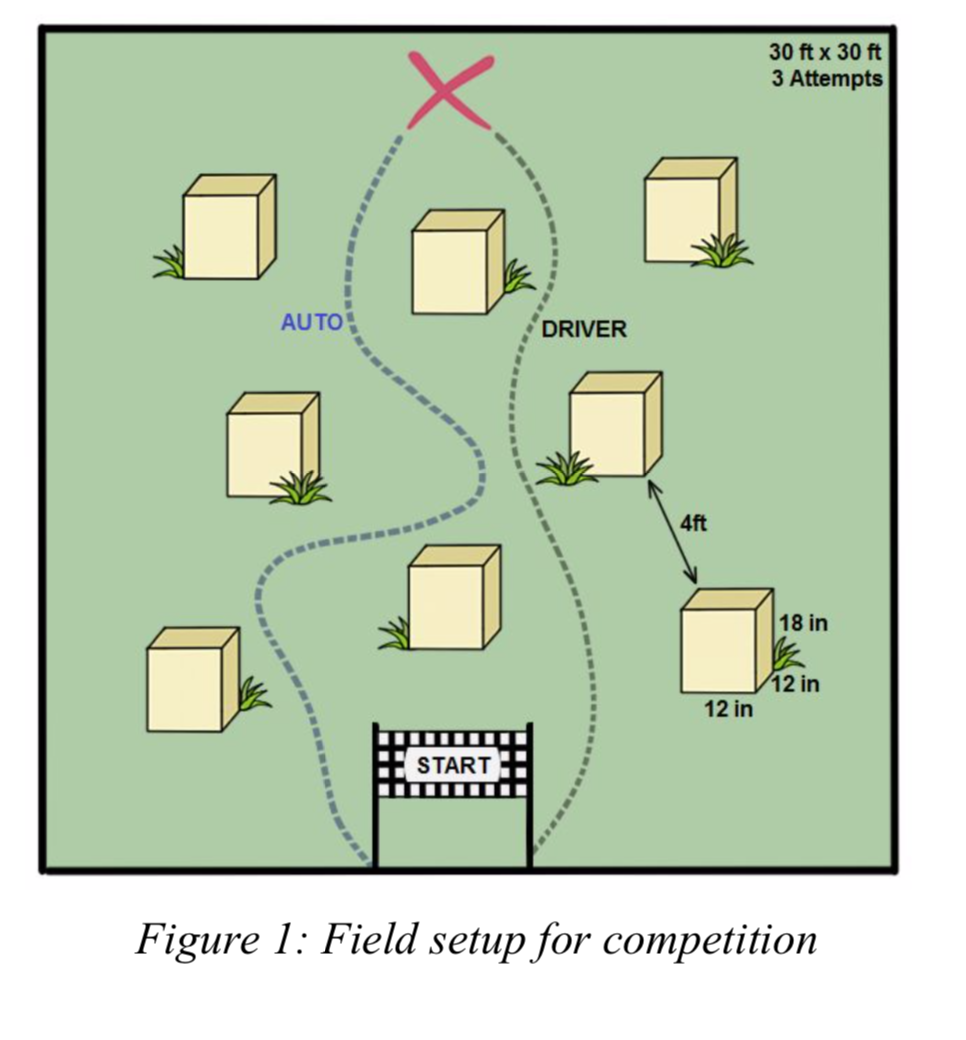 30 ft x 30 ft
3 Attempts
AUTO
DRIVER
4ft
18 in
12 in
12 in
START
Figure 1: Field setup for competition